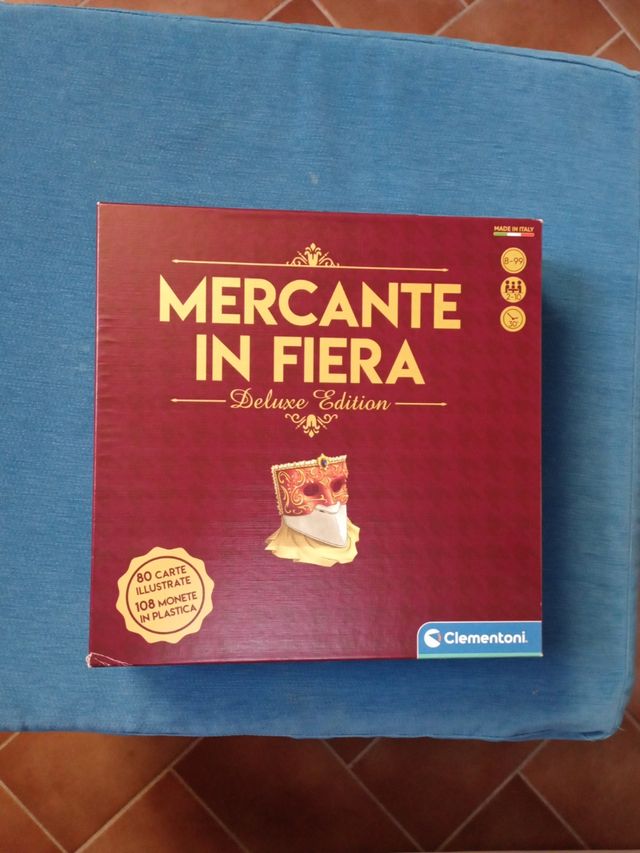 MADE IN ITALY
8-99
2-10
30'
MERCANTE
IN FIERA
Deluxe Edition
80 CARTE
ILLUSTRATE
108 MONETE
IN PLASTICA
Clementoni